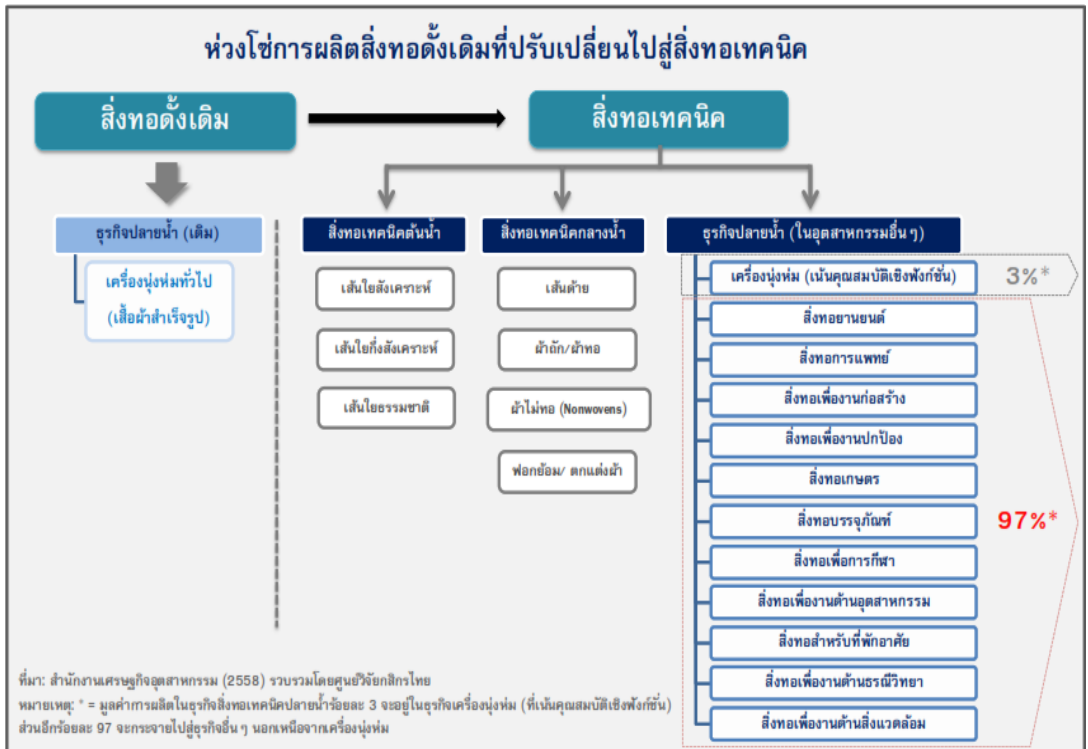 ห่วงโซ่การผลิตสิ่งทอดั้งเดิมที่ปรับเปลี่ยนไปสู่สิ่งทอเทคนิค
สิ่งทอดั้งเดิม
สิ่งทอเทคนิค
ธุรกิจปลายน้ำ (เดิม)
เครื่องนุ่งห่มทั่วไป
(เสื้อผ้าสำเร็จรูป)
สิ่งทอเทคนิคต้นน้ำ
เส้นใยสังเคราะห์
เส้นใยกึ่งสังเคราะห์
เส้นใยธรรมชาติ
สิ่งทอเทคนิคกลางน้ำ
เส้นด้าย
ผ้าถัก/ผ้าทอ
ผ้าไม่ทอ (Nonwovens)
ฟอกย้อม/ ตกแต่งผ้า
ธุรกิจปลายน้ำ (ในอุตสาหกรรมอื่น ๆ)
เครื่องนุ่งห่ม (เน้นคุณสมบัติเชิงฟังก์ชั่น)
3%*
สิ่งทอยานยนต์
สิ่งทอการแพทย์
สิ่งทอเพื่องานก่อสร้าง
สิ่งทอเพื่องานปกป้อง
สิ่งทอเกษตร
สิ่งทอบรรจุภัณฑ์
97%*
สิ่งทอเพื่อการกีฬา
สิ่งทอเพื่องานด้านอุตสาหกรรม
สิ่งทอสำหรับที่พักอาศัย
สิ่งทอเพื่องานด้านธรณีวิทยา
สิ่งทอเพื่องานด้านสิ่งแวดล้อม
ที่มา: สำนักงานเศรษฐกิจอุตสาหกรรม (2558) รวบรวมโดยศูนย์วิจัยกสิกรไทย
หมายเหตุ: * = มูลค่าการผลิตในธุรกิจสิ่งทอเทคนิคปลายน้ำร้อยละ 3 จะอยู่ในธุรกิจเครื่องนุ่งห่ม (ที่เน้นคุณสมบัติเชิงฟังก์ชั่น)
ส่วนอีกร้อยละ 97 จะกระจายไปสู่ธุรกิจอื่น ๆ นอกเหนือจากเครื่องนุ่งห่ม